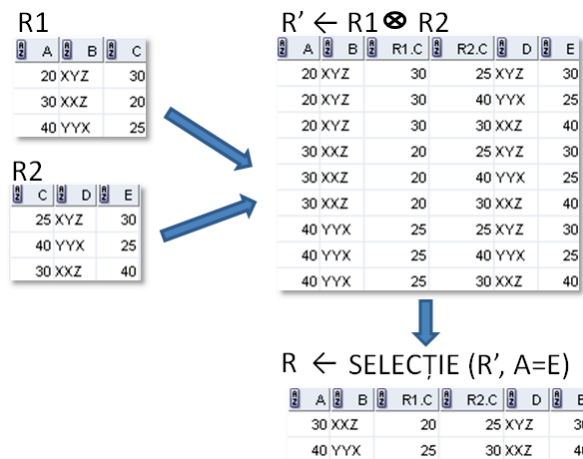 R1
A B C
20 XYZ 30
30 XXZ 20
40 YYX 25
R2
C D E
25 XYZ 30
40 YYX 25
30 XXZ 40
R’ ← R1 ⊗ R2
A B R1.C R2.C D E
20 XYZ 30 25 XYZ 30
20 XYZ 30 40 YYX 25
20 XYZ 30 30 XXZ 40
30 XXZ 20 25 XYZ 30
30 XXZ 20 40 YYX 25
30 XXZ 20 30 XXZ 40
40 YYX 25 25 XYZ 30
40 YYX 25 40 YYX 25
40 YYX 25 30 XXZ 40
R ← SELECȚIE (R’, A=E)
A B R1.C R2.C D E
30 XXZ 20 25 XYZ
40 YYX 25 30 XXZ